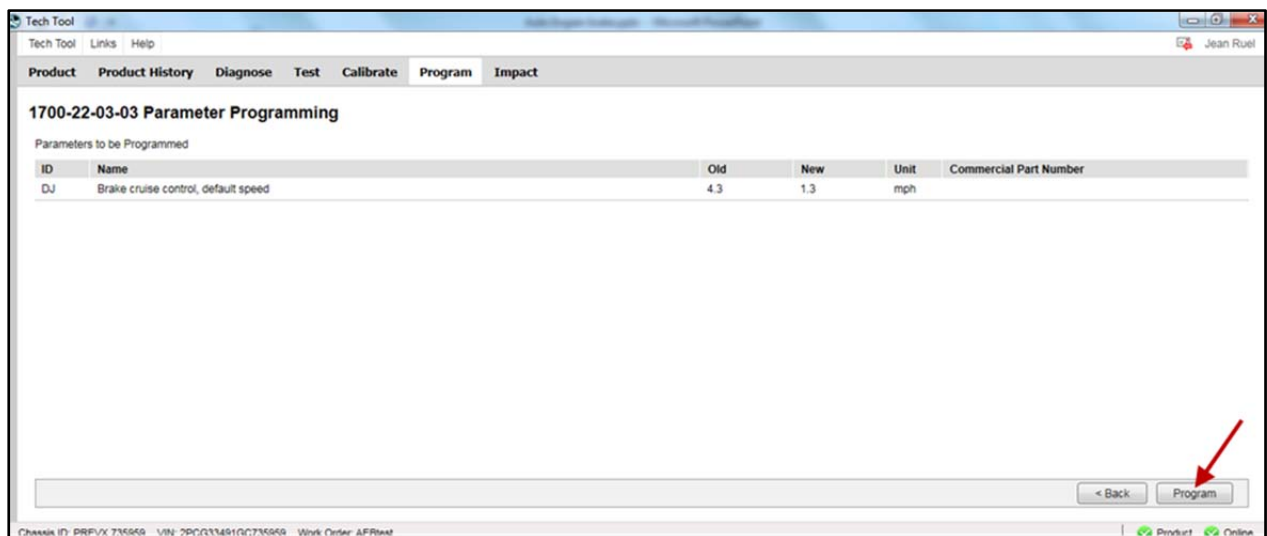 Tech Tool
Tech Tool Links Help Jean Ruel
Product Product History Diagnose Test Calibrate Program Impact
1700-22-03-03 Parameter Programming
Parameters to be Programmed
ID Name Old New Unit Commercial Part Number
DJ Brake cruise control, default speed 4.3 1.3 mph
< Back Program
Chassis ID: PREVX 735959 VIN: 2PCG33491GC735959 Work Order: AEBtest Product Online